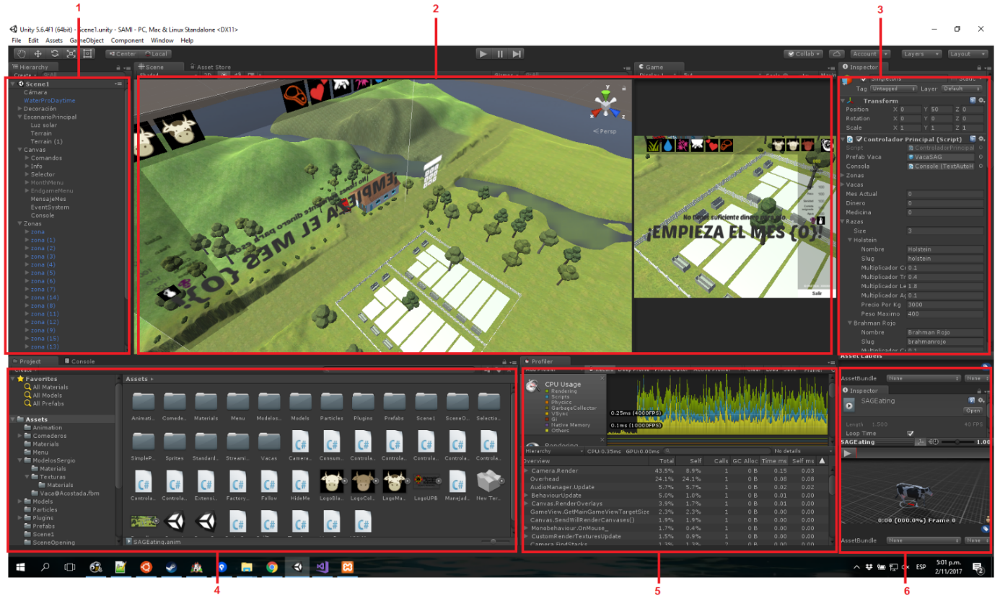 1
2
3
Unity 5.6.4f1 (64bit) - Scene1.unity - SAMI - PC, Mac & Linux Standalone <DX11>
File Edit Assets GameObject Component Window Help
Center Local
Collab Account Layers Layout
Hierarchy
Create
Scene1
Cámara
WaterProDaytime
Decoración
EscenarioPrincipal
Luz solar
Terrain
Terrain (1)
Canvas
Comandos
Info
Selector
MonthMenu
EndgameMenu
MensajeMes
EventSystem
Console
Zonas
zona
zona (1)
zona (2)
zona (3)
zona (4)
zona (5)
zona (6)
zona (7)
zona (14)
zona (8)
zona (11)
zona (12)
zona (9)
zona (15)
zona (13)
Scene Asset Store
Shaded 2D Gizmos
y
x
z
Persp
¡EMPIEZA EL MES {0}!
Game
No tienes suficiente dinero para eso.
¡EMPIEZA EL MES {0}!
Salir
Inspector
Singletons Static
Tag Untagged Layer Default
Transform
Position X 0 Y 50 Z 0
Rotation X 0 Y 0 Z 0
Scale X 1 Y 1 Z 1
Controlador Principal (Script)
Script ControladorPrincipal
Prefab Vaca VacaSAG
Consola Console (TextAutoH
Zonas
Vacas
Mes Actual 0
Dinero 0
Medicina 0
Razas
Size 3
Holstein
Nombre Holstein
Slug holstein
Multiplicador Co 0.1
Multiplicador Tr 0.4
Multiplicador Le 1.8
Multiplicador Ag 0.1
Precio Por Kg 3000
Peso Maximo 400
Brahman Rojo
Nombre Brahman Rojo
Slug brahmanrojo
Multiplicador Co 0.1
Project Console
Create
Favorites
All Materials
All Models
All Prefabs
Assets
Animation
Comederos
Materials
Menu
ModelosSergio
Materials
Texturas
Materials
Vaca@Acostada.fbm
Models
Particles
Plugins
Prefabs
Scene1
SceneOpening
Assets
Animati... Comede... Materials Menu Modelos... Models Particles Plugins Prefabs Scene1 SceneO... Selectio...
SimpleP... Sprites Standard... Streami... Vacas Camera... Consum... Controla... Controla... Controla... Controla... Controla...
Controla... Controla... Extensi... Factory... Follow HideMe LogoBla... LogoCol... LogoMa... LogoUPB Manejad... New Ter...
SAGEating.anim
Profiler
Add Profiler Record Deep Profile Profile Editor Active Profiler Clear Load Save Frame:
CPU Usage
Rendering
Scripts
Physics
GarbageCollector
VSync
Gi
Native Memory
Others
0.25ms (4000FPS)
0.1ms (10000FPS)
Rendering
Hierarchy CPU:0.35ms GPU:0.00ms No details
Overview Total Self Calls GC Alloc Time ms Self ms
Camera.Render 43.5% 8.9% 1 0 B 0.15 0.03
Overhead 24.1% 24.1% 1 0 B 0.08 0.08
AudioManager.Update 5.7% 5.7% 1 0 B 0.02 0.02
BehaviourUpdate 5.0% 1.0% 1 0 B 0.01 0.00
Canvas.RenderOverlays 3.9% 1.7% 1 0 B 0.01 0.00
GameView.GetMainGameViewTargetSize 2.3% 2.3% 1 0 B 0.00 0.00
Canvas.SendWillRenderCanvases() 1.9% 1.9% 1 0 B 0.00 0.00
Monobehaviour.OnMouse_ 1.7% 0.4% 1 0 B 0.00 0.00
CustomRenderTexturesUpdate 1.5% 0.9% 1 0 B 0.00 0.00
Camera.FindStacks 1.3% 1.3% 2 0 B 0.00 0.00
Asset Labels
AssetBundle None None
Inspector
SAGEating
Open
Length 1.500 40 FPS
Loop Time
SAGEating 1.00
0:00 (000.0%) Frame 0
AssetBundle None None
ESP
5:01 p.m.
2/11/2017
2
4
5
6